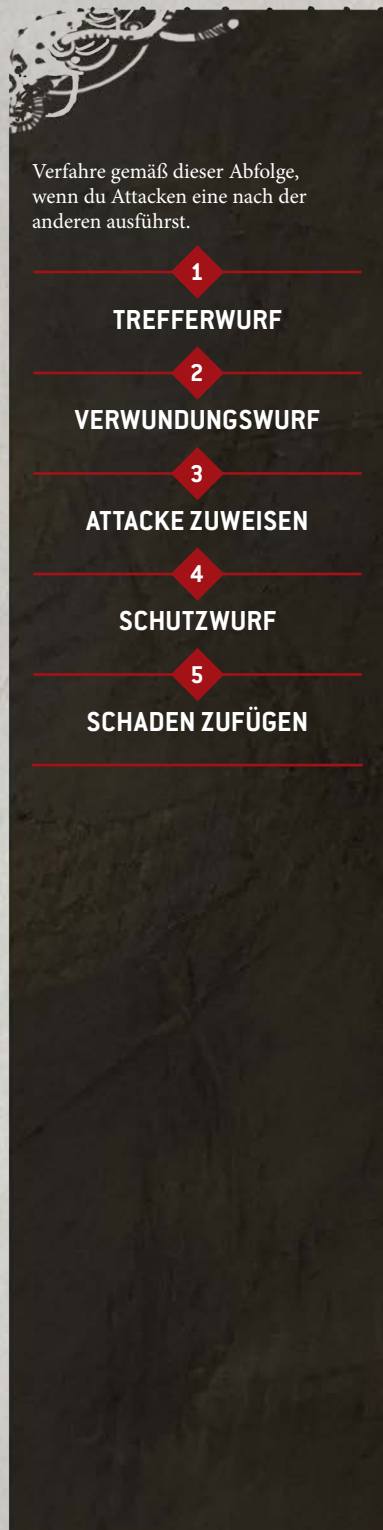 Verfahre gemäß dieser Abfolge,
wenn du Attacken eine nach der
anderen ausführst.
1
TREFFERWURF
2
VERWUNDUNGSWURF
3
ATTACKE ZUWEISEN
4
SCHUTZWURF
5
SCHADEN ZUFÜGEN